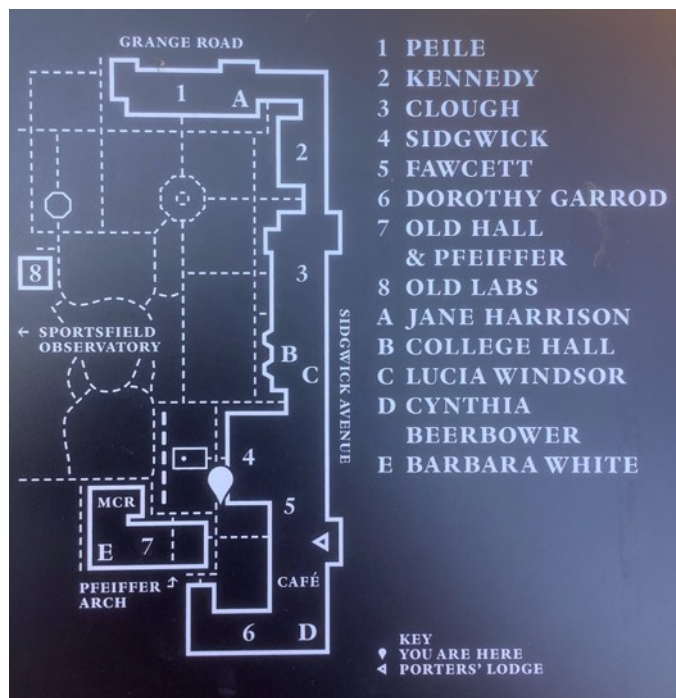 GRANGE ROAD
1
A
2
8
3
← SPORTSFIELD
OBSERVATORY
B
C
SIDGWICK AVENUE
4
MCR
5
E
7
PFEIFFER
ARCH
CAFÉ
6
D
1 PEILE
2 KENNEDY
3 CLOUGH
4 SIDGWICK
5 FAWCETT
6 DOROTHY GARROD
7 OLD HALL
& PFEIFFER
8 OLD LABS
A JANE HARRISON
B COLLEGE HALL
C LUCIA WINDSOR
D CYNTHIA
BEERBOWER
E BARBARA WHITE
KEY
YOU ARE HERE
PORTERS' LODGE